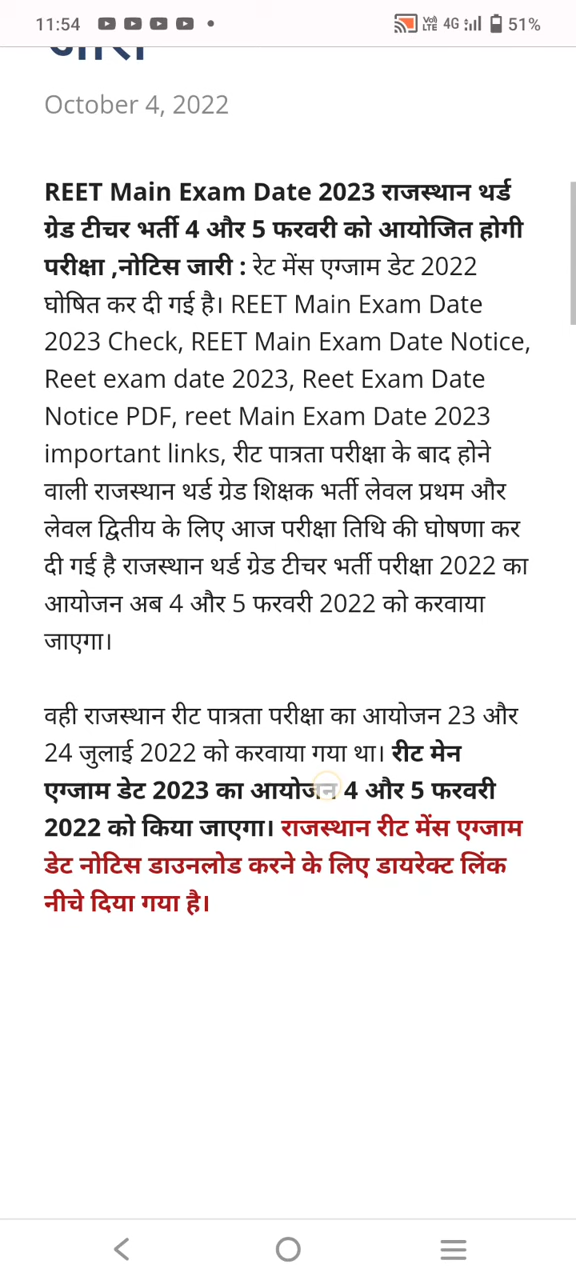 11:54
4G
51%
October 4, 2022
REET Main Exam Date 2023 राजस्थान थर्ड
ग्रेड टीचर भर्ती 4 और 5 फरवरी को आयोजित होगी
परीक्षा ,नोटिस जारी : रेट मेंस एग्जाम डेट 2022
घोषित कर दी गई है। REET Main Exam Date
2023 Check, REET Main Exam Date Notice,
Reet exam date 2023, Reet Exam Date
Notice PDF, reet Main Exam Date 2023
important links, रीट पात्रता परीक्षा के बाद होने
वाली राजस्थान थर्ड ग्रेड शिक्षक भर्ती लेवल प्रथम और
लेवल द्वितीय के लिए आज परीक्षा तिथि की घोषणा कर
दी गई है राजस्थान थर्ड ग्रेड टीचर भर्ती परीक्षा 2022 का
आयोजन अब 4 और 5 फरवरी 2022 को करवाया
जाएगा।
वही राजस्थान रीट पात्रता परीक्षा का आयोजन 23 और
24 जुलाई 2022 को करवाया गया था। रीट मेन
एग्जाम डेट 2023 का आयोजन 4 और 5 फरवरी
2022 को किया जाएगा। राजस्थान रीट मेंस एग्जाम
डेट नोटिस डाउनलोड करने के लिए डायरेक्ट लिंक
नीचे दिया गया है।